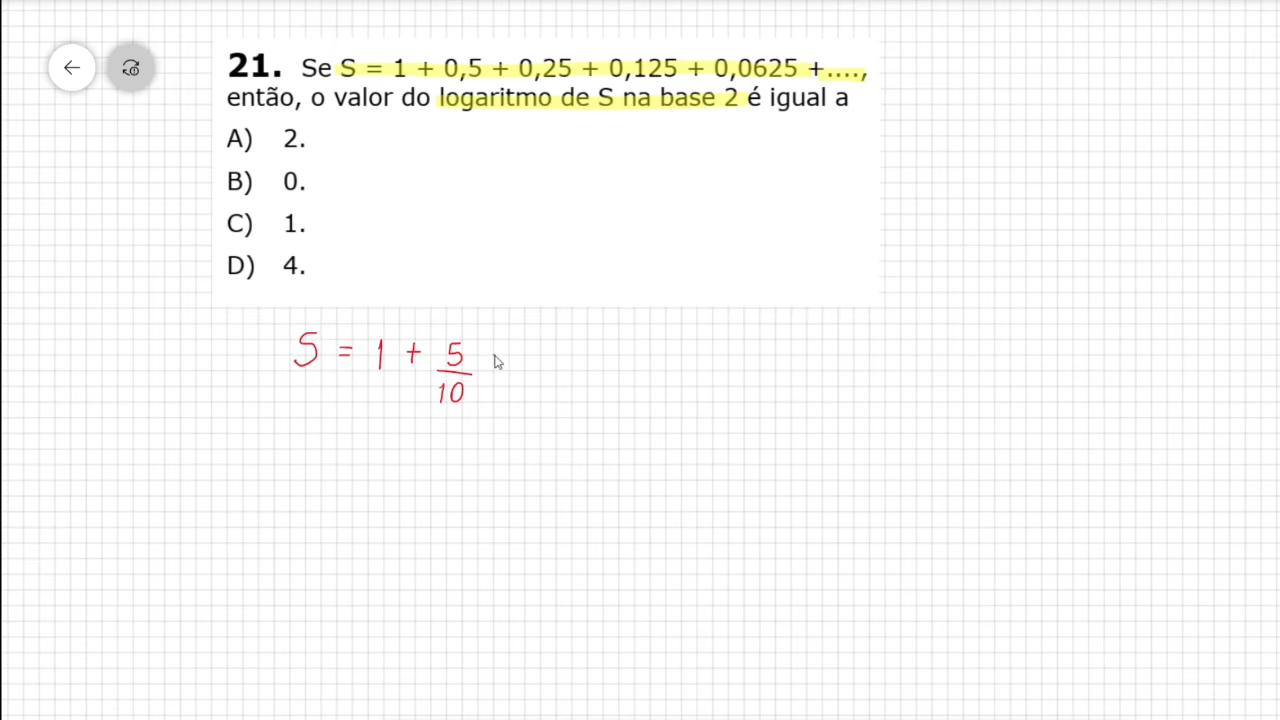 21. Se S = 1 + 0,5 + 0,25 + 0,125 + 0,0625 +....,
então, o valor do logaritmo de S na base 2 é igual a
A) 2.
B) 0.
C) 1.
D) 4.
S = 1 + 5
10